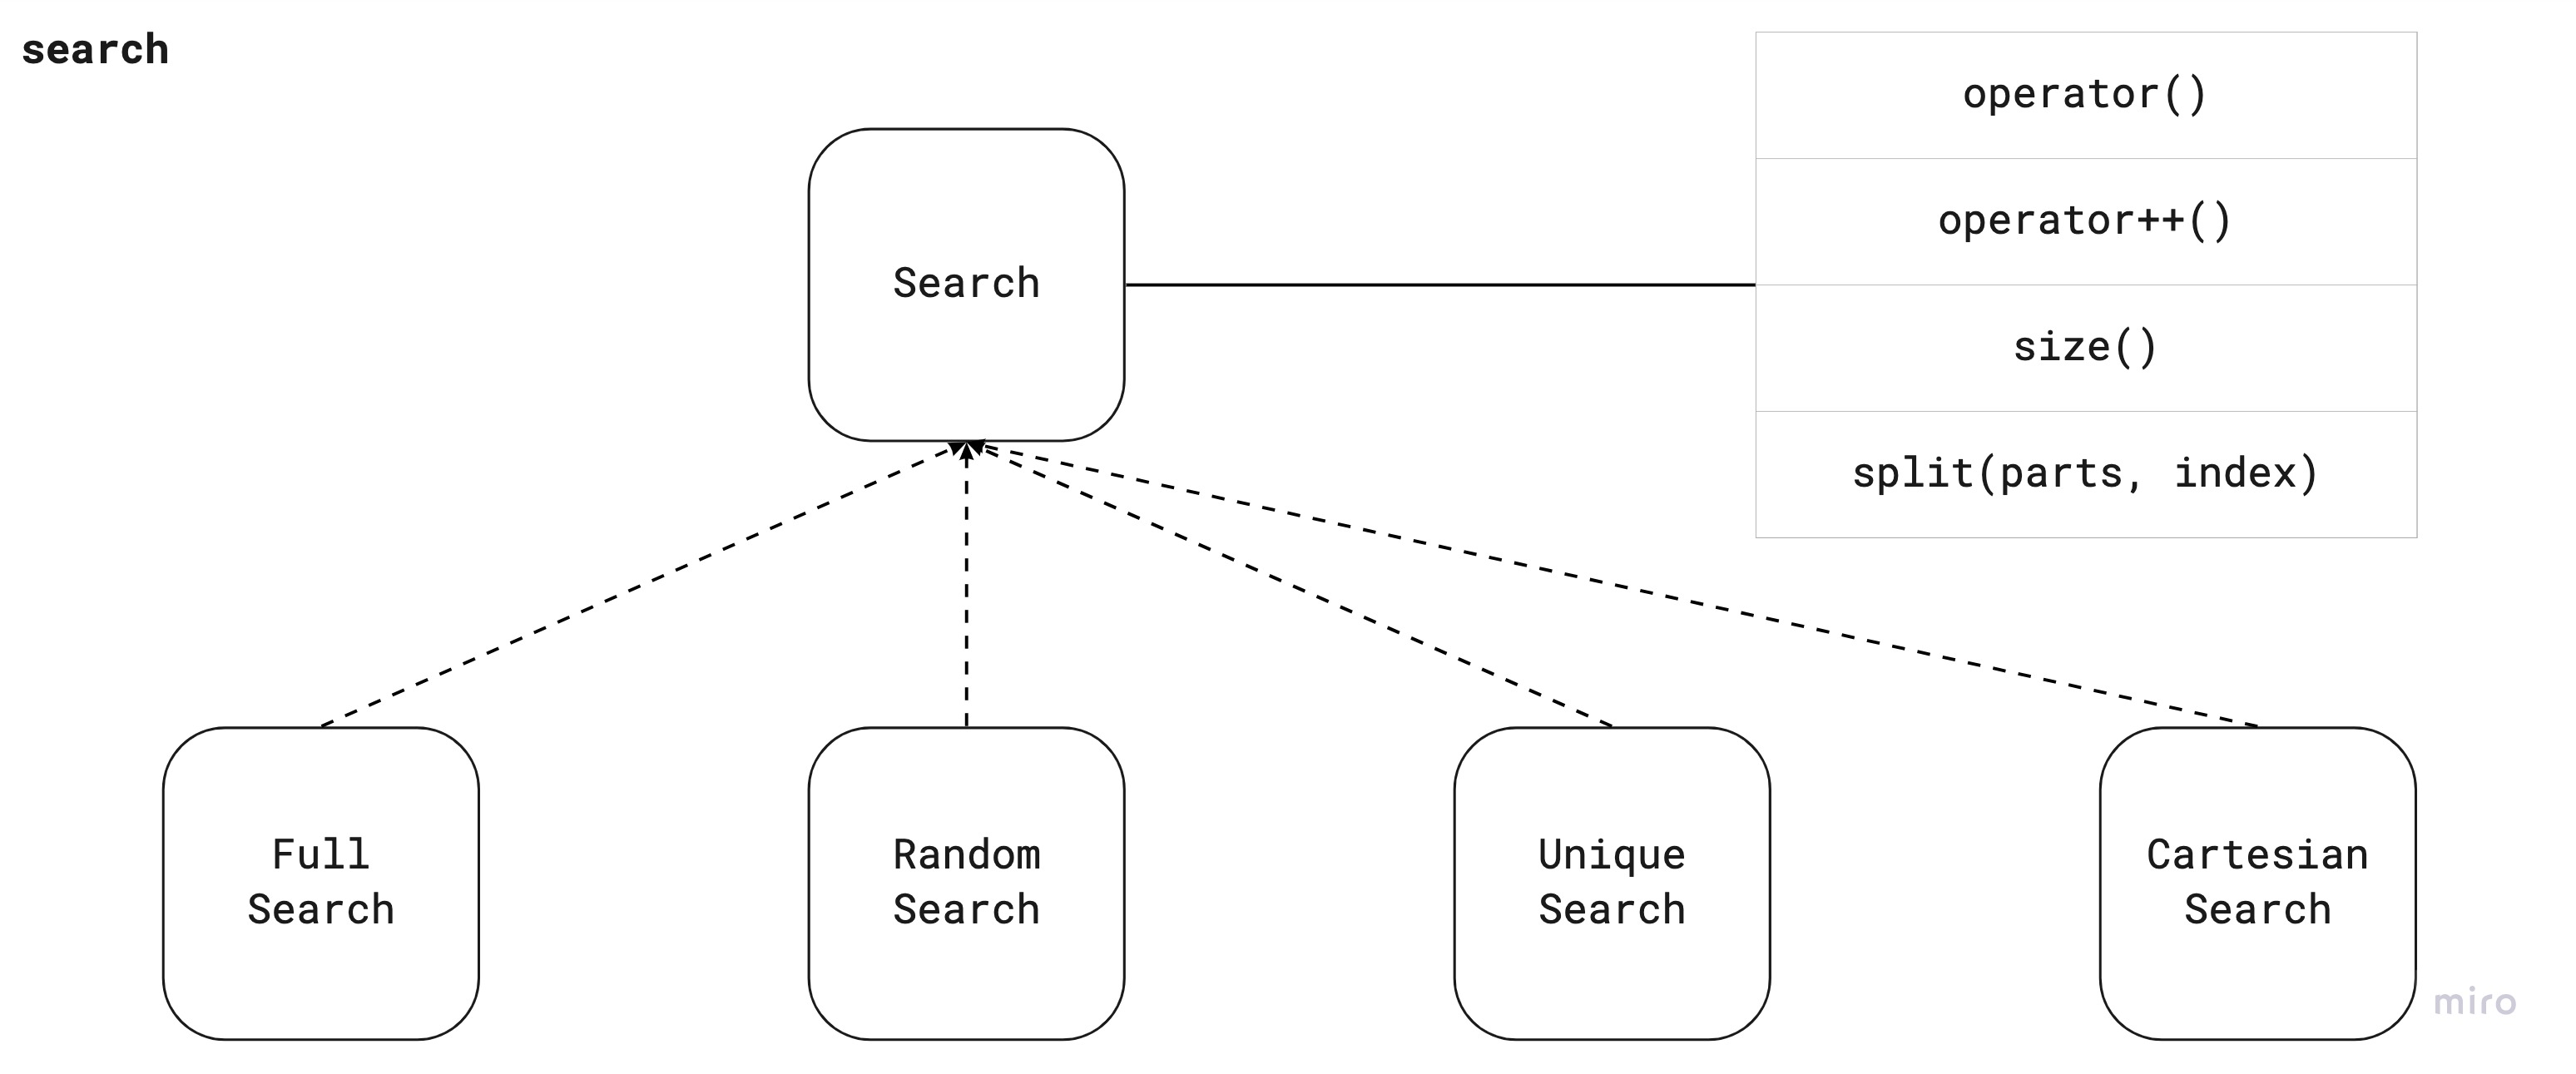 search
operator()
operator++()
Search
size()
split(parts, index)
Full
Search
Random
Search
Unique
Search
Cartesian
Search
miro